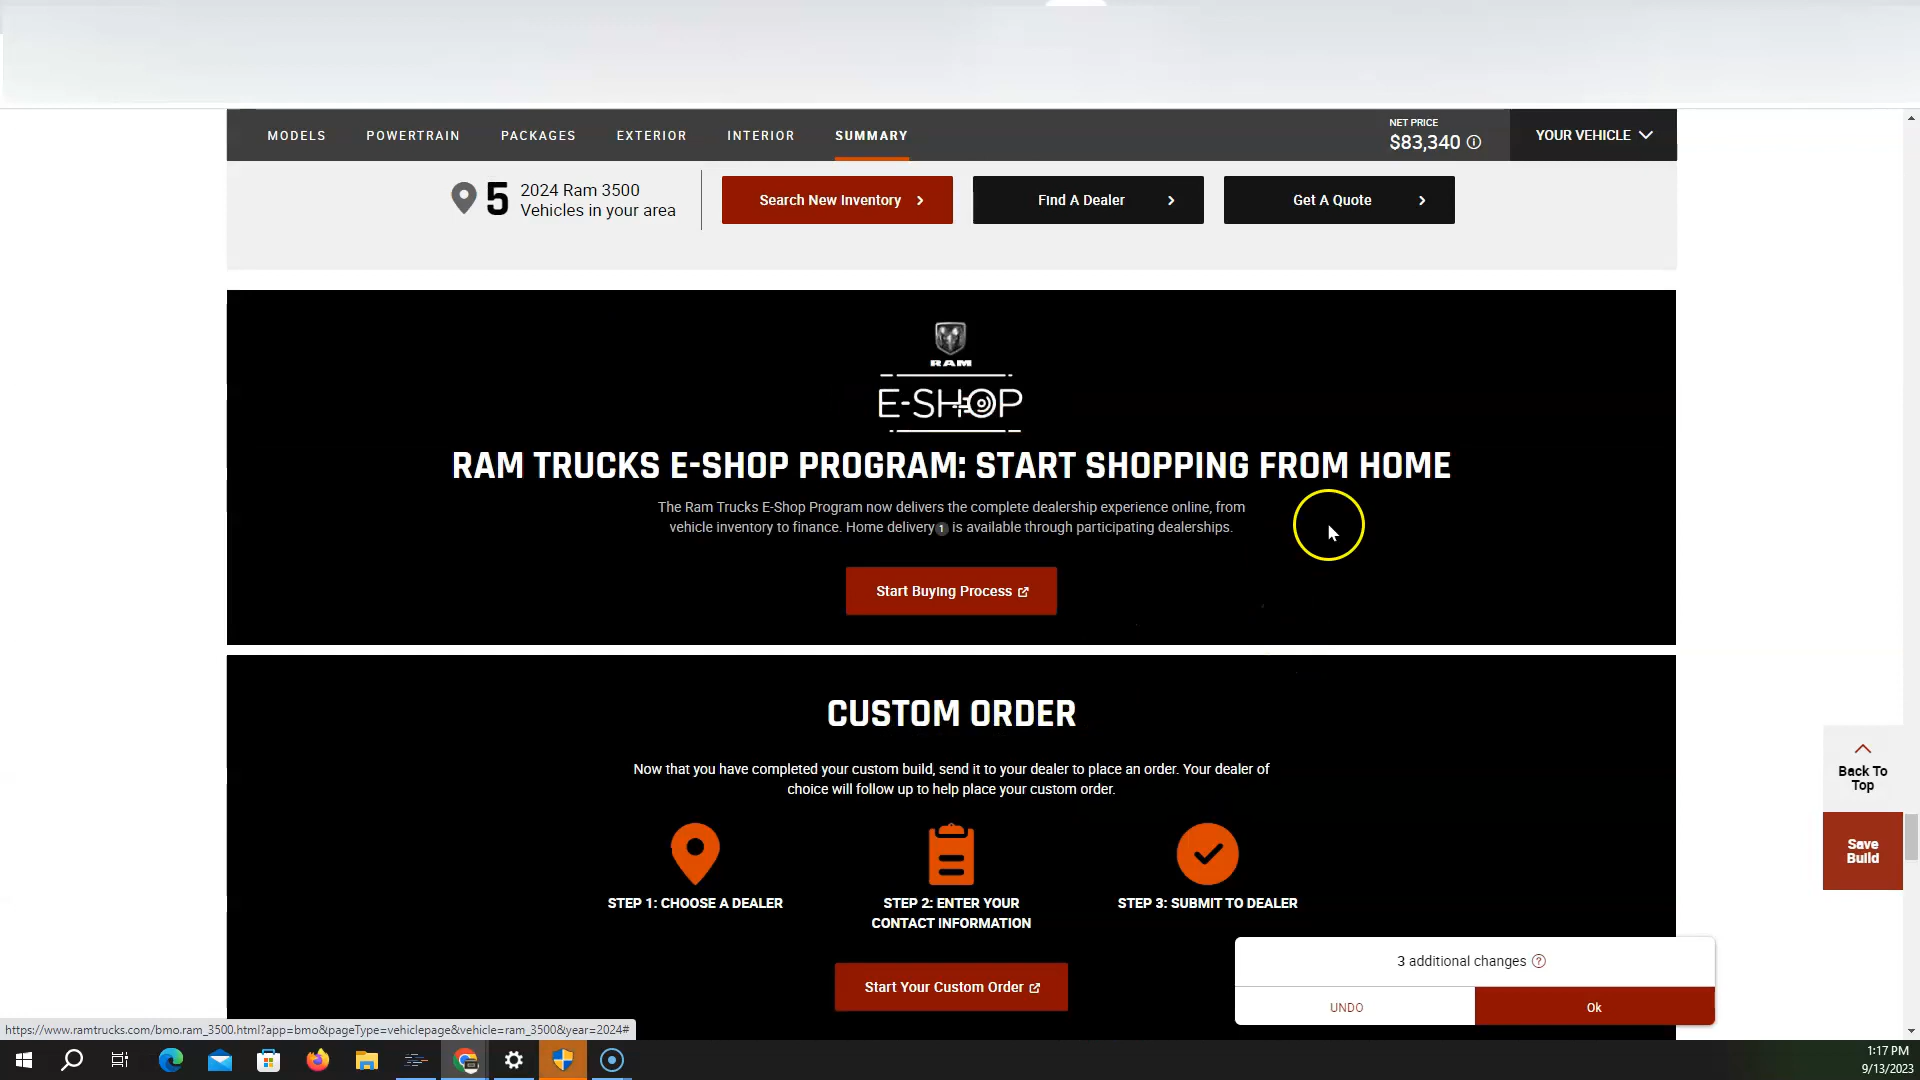 MODELS POWERTRAIN PACKAGES EXTERIOR INTERIOR SUMMARY
NET PRICE
$83,340
YOUR VEHICLE
5
2024 Ram 3500
Vehicles in your area
Search New Inventory
Find A Dealer
Get A Quote
RAM
E-SHOP
RAM TRUCKS E-SHOP PROGRAM: START SHOPPING FROM HOME
The Ram Trucks E-Shop Program now delivers the complete dealership experience online, from
vehicle inventory to finance. Home delivery 1 is available through participating dealerships.
Start Buying Process
CUSTOM ORDER
Now that you have completed your custom build, send it to your dealer to place an order. Your dealer of
choice will follow up to help place your custom order.
STEP 1: CHOOSE A DEALER
STEP 2: ENTER YOUR
CONTACT INFORMATION
STEP 3: SUBMIT TO DEALER
Start Your Custom Order
Back To
Top
Save
Build
3 additional changes ?
UNDO
Ok
https://www.ramtrucks.com/bmo.ram_3500.html?app=bmo&pageType=vehiclepage&vehicle=ram_3500&year=2024#
1:17 PM
9/13/2023